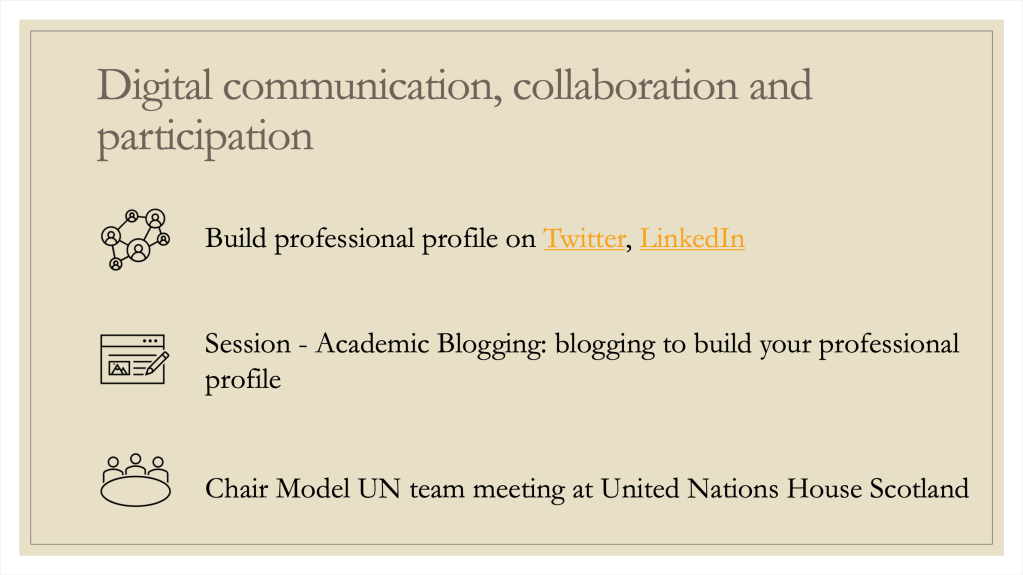 Digital communication, collaboration and
participation
Build professional profile on Twitter, LinkedIn
Session - Academic Blogging: blogging to build your professional
profile
Chair Model UN team meeting at United Nations House Scotland